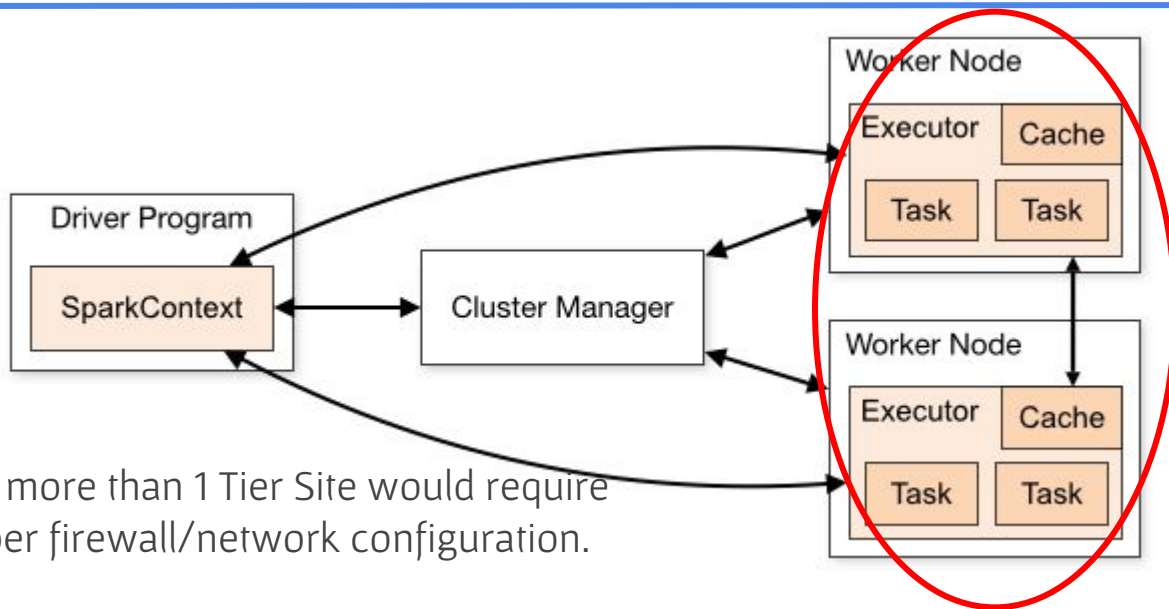 Worker Node
Executor
Cache
Task
Task
Driver Program
SparkContext
Cluster Manager
Worker Node
Executor
Cache
Task
Task
more than 1 Tier Site would require
firewall/network configuration.